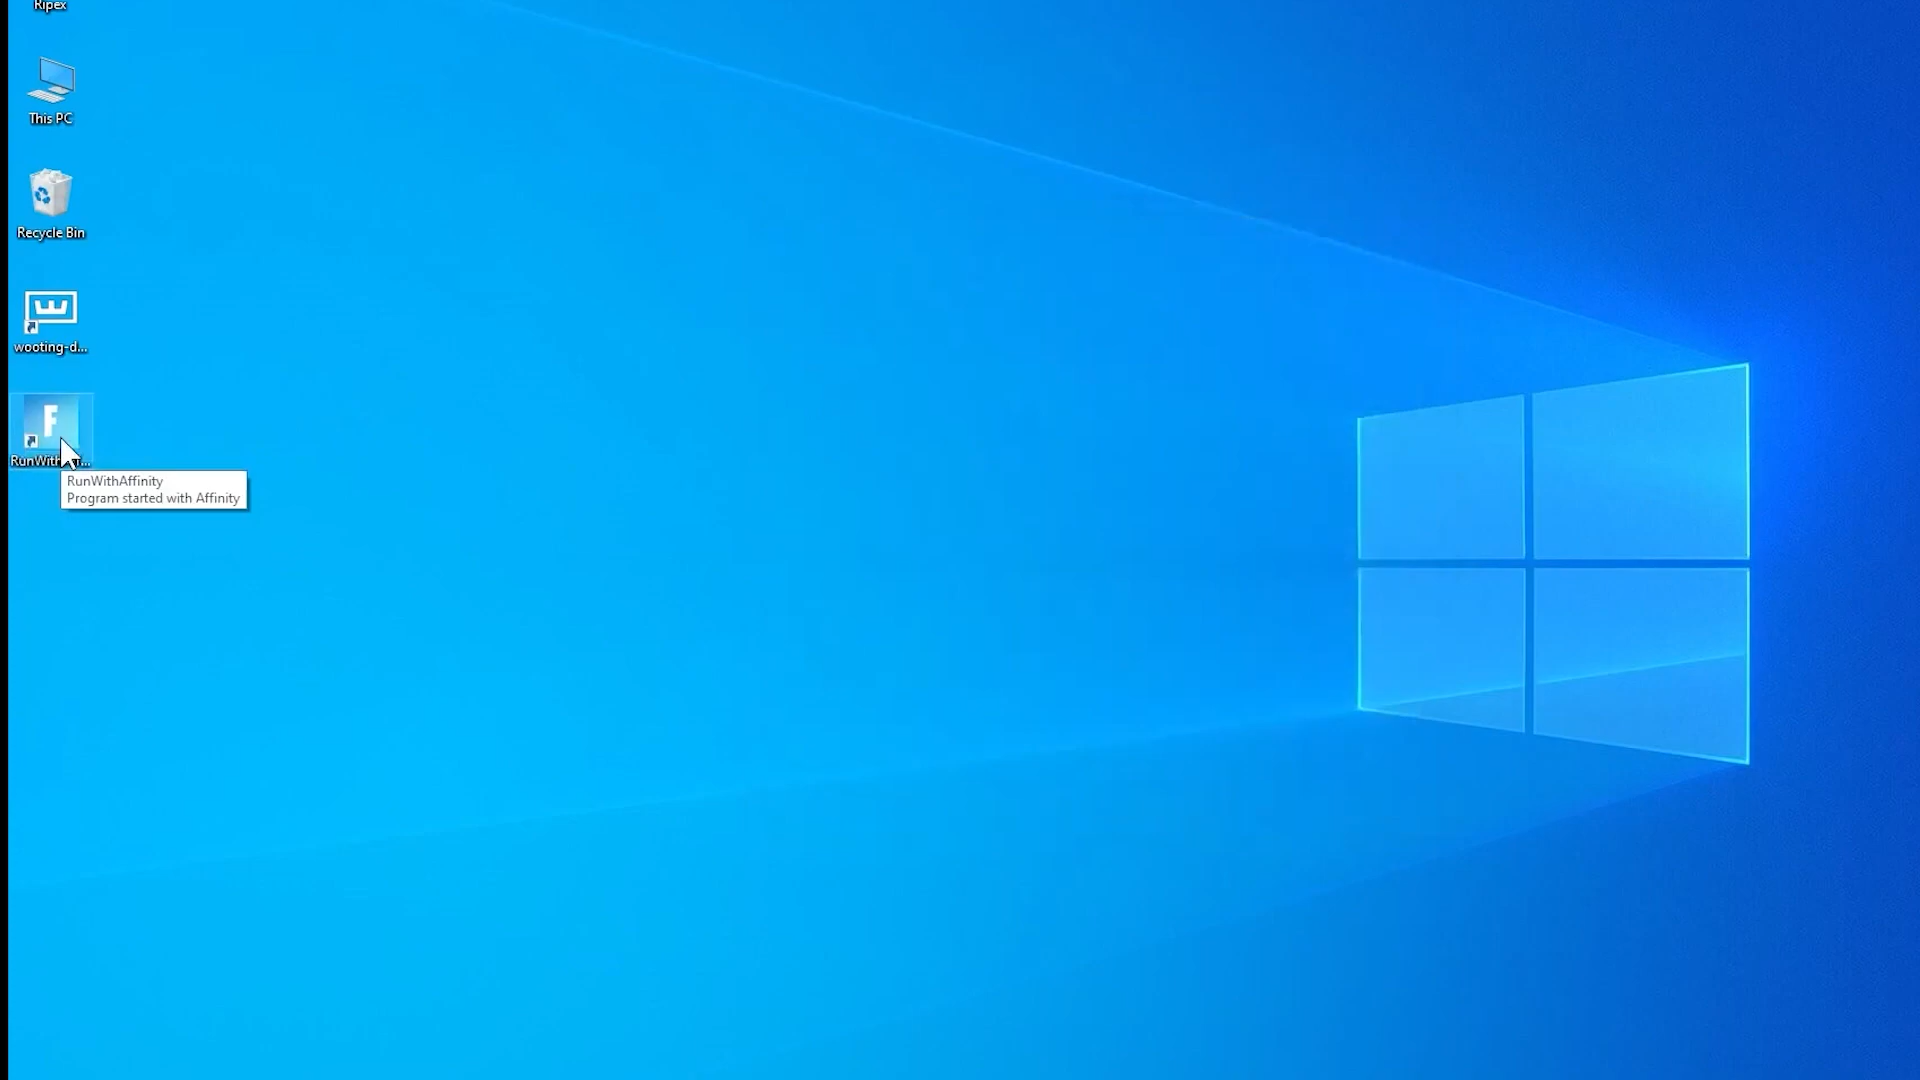 Ripex
This PC
Recycle Bin
wooting-d...
F
RunWith
RunWithAffinity
Program started with Affinity